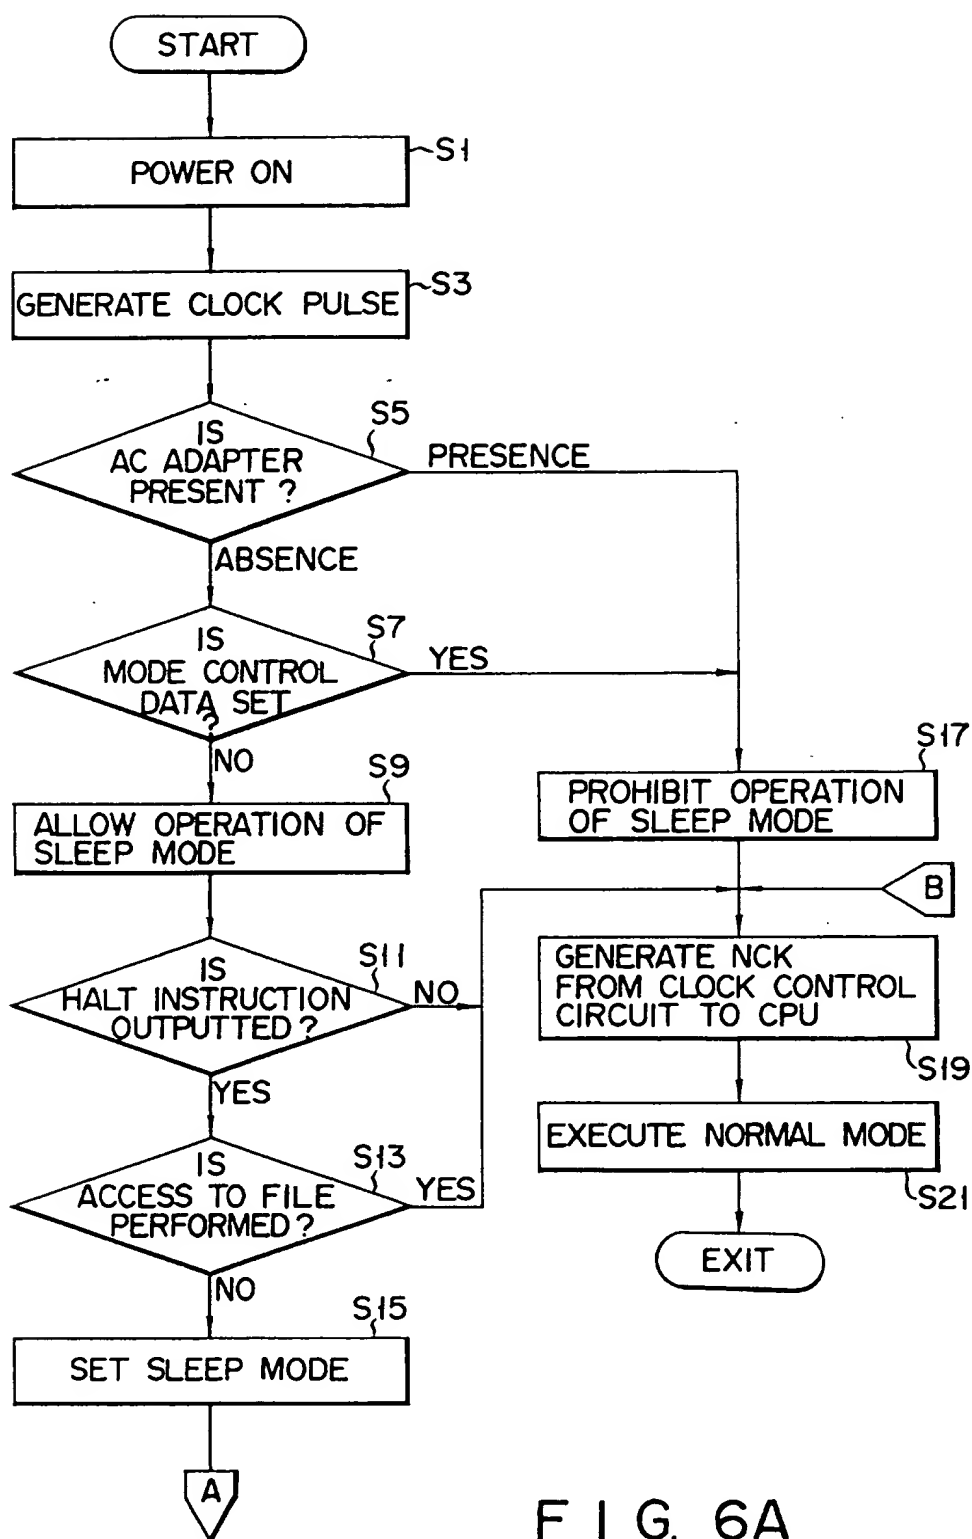 START
POWER ON
S1
GENERATE CLOCK PULSE
S3
IS
AC ADAPTER
PRESENT ?
S5
PRESENCE
ABSENCE
IS
MODE CONTROL
DATA SET
?
S7
YES
NO
S9
ALLOW OPERATION OF
SLEEP MODE
IS
HALT INSTRUCTION
OUTPUTTED ?
S11
NO
YES
IS
ACCESS TO FILE
PERFORMED ?
S13
YES
NO
S15
SET SLEEP MODE
A
S17
PROHIBIT OPERATION
OF SLEEP MODE
B
GENERATE NCK
FROM CLOCK CONTROL
CIRCUIT TO CPU
S19
EXECUTE NORMAL MODE
S21
EXIT
FIG. 6A